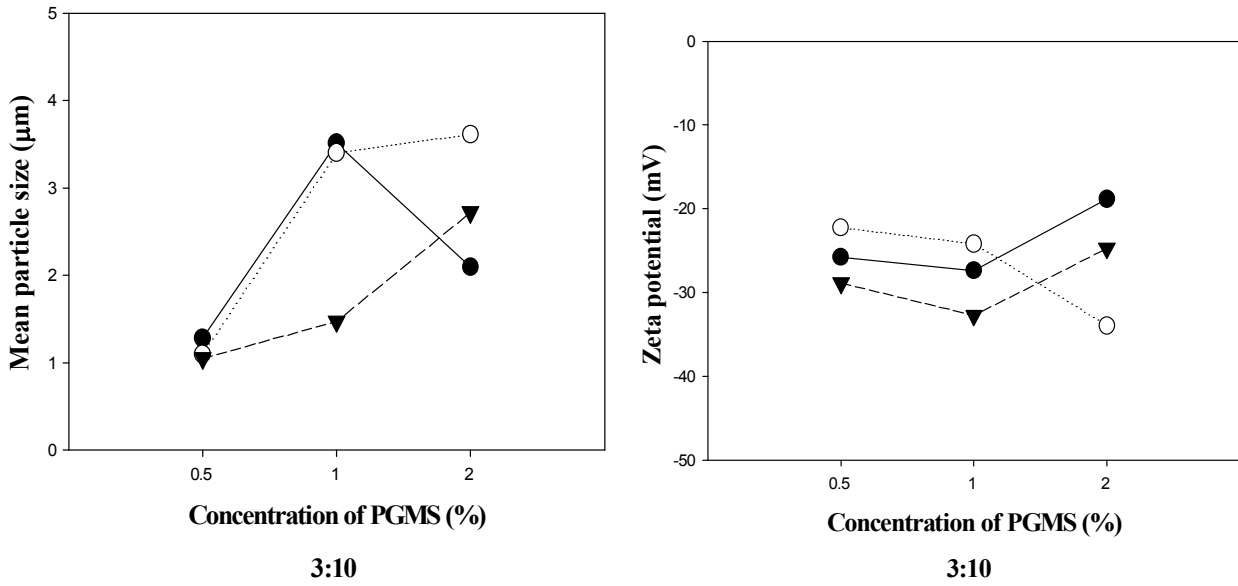 Mean particle size (μm)
5
4
3
2
1
0
0.5 1 2
Concentration of PGMS (%)
3:10
Zeta potential (mV)
0
-10
-20
-30
-40
-50
0.5 1 2
Concentration of PGMS (%)
3:10